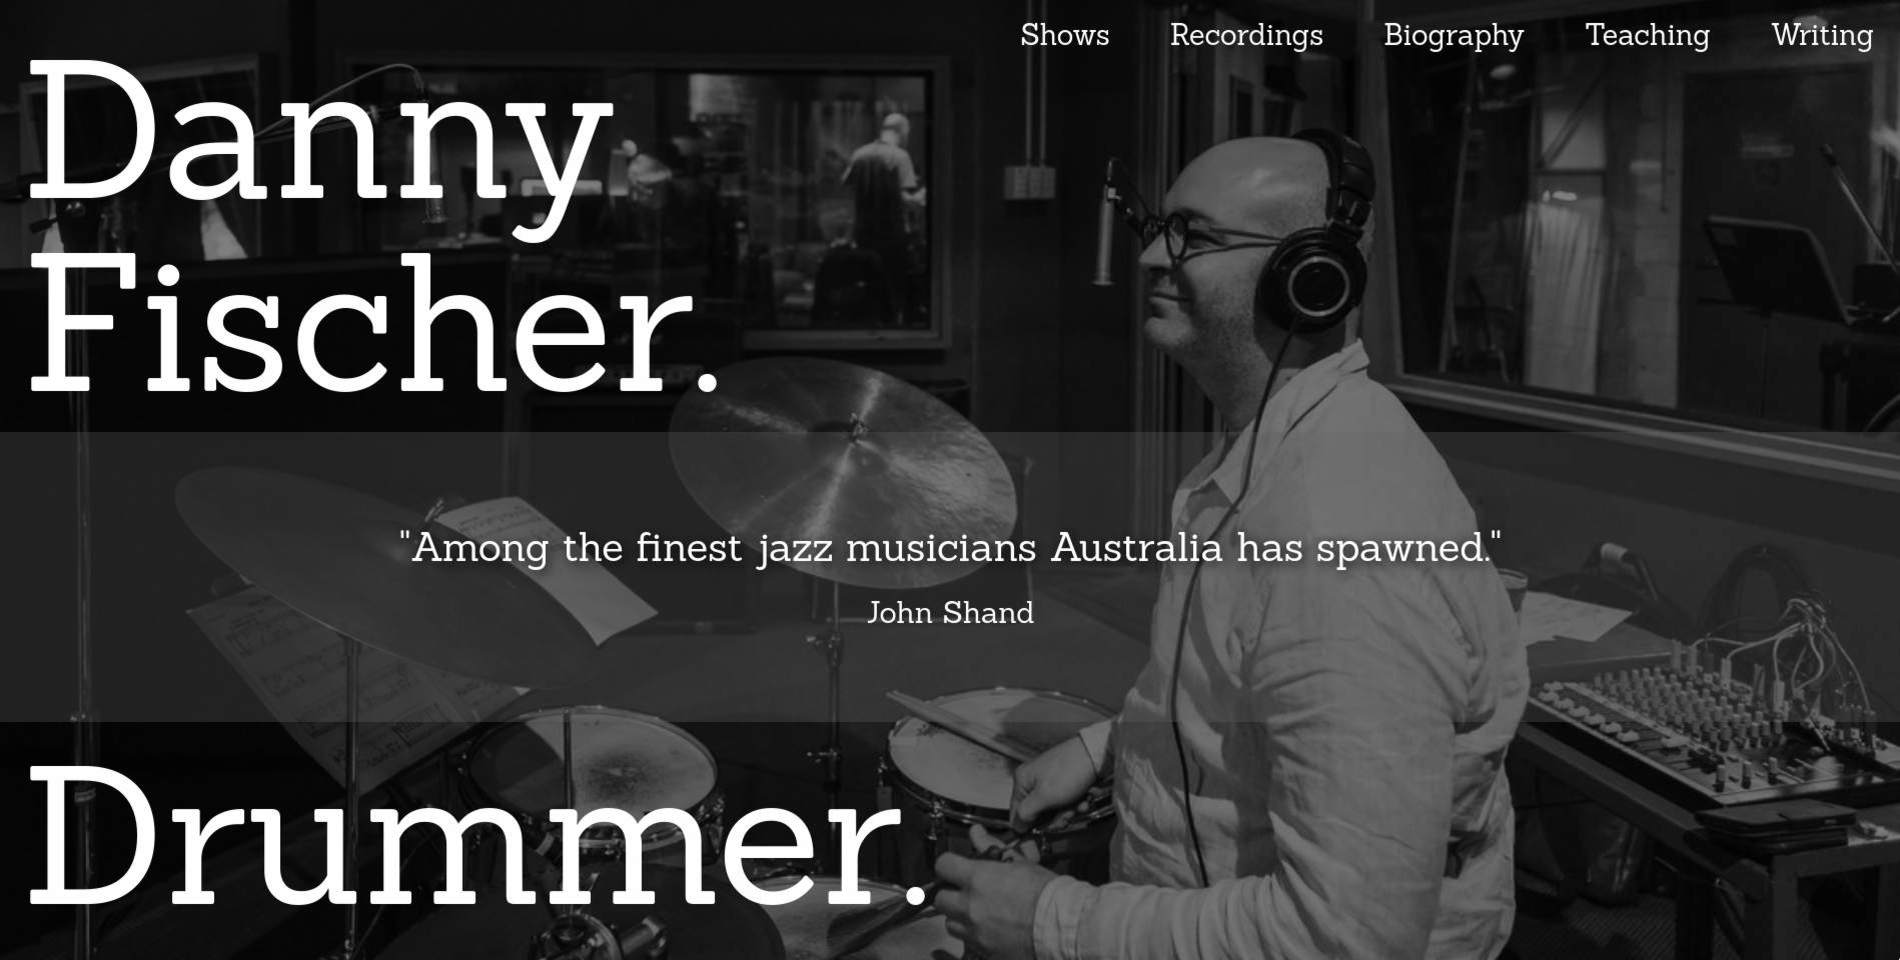 Shows Recordings Biography Teaching Writing
Danny
Fischer.
"Among the finest jazz musicians Australia has spawned."
John Shand
Drummer.